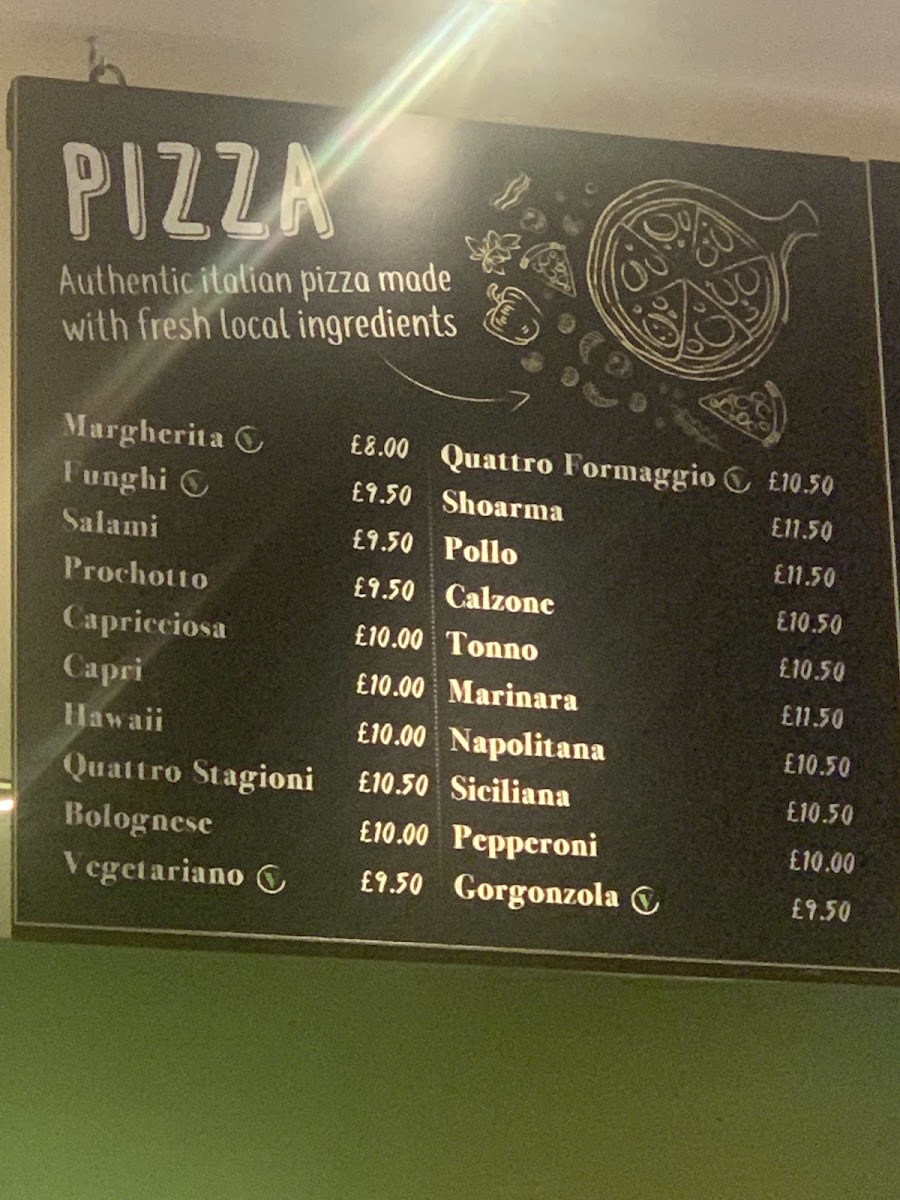 PIZZA
Authentic italian pizza made
with fresh local ingredients
Margherita V £8.00
Funghi V £9.50
Salami £9.50
Prochotto £9.50
Capricciosa £10.00
Capri £10.00
Hawaii £10.00
Quattro Stagioni £10.50
Bolognese £10.00
Vegetariano V £9.50
Quattro Formaggio V £10.50
Shoarma £11.50
Pollo £11.50
Calzone £10.50
Tonno £10.50
Marinara £11.50
Napolitana £10.50
Siciliana £10.50
Pepperoni £10.00
Gorgonzola V £9.50